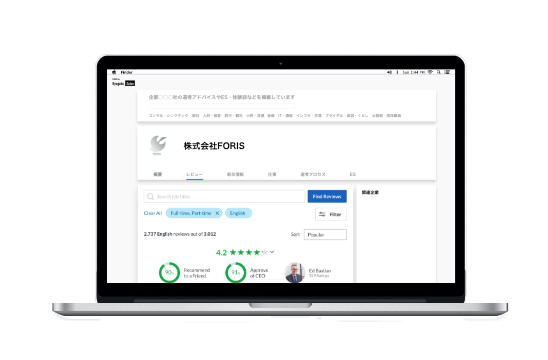 Finder
Sun 1:44 PM
企業〇〇〇社の選考アドバイスやES・体験談などを掲載しています
株式会社FORIS
概要 レビュー 給与情報 仕事 選考プロセス ES
Search job titles
Find Reviews
関連企業
Clear All Full-time, Part-time × English
Filter
2,737 English reviews out of 3,012
Sort Popular
4.2 ★★★★☆
90% Recommend to a Friend
91% Approve of CEO
Ed Bastian